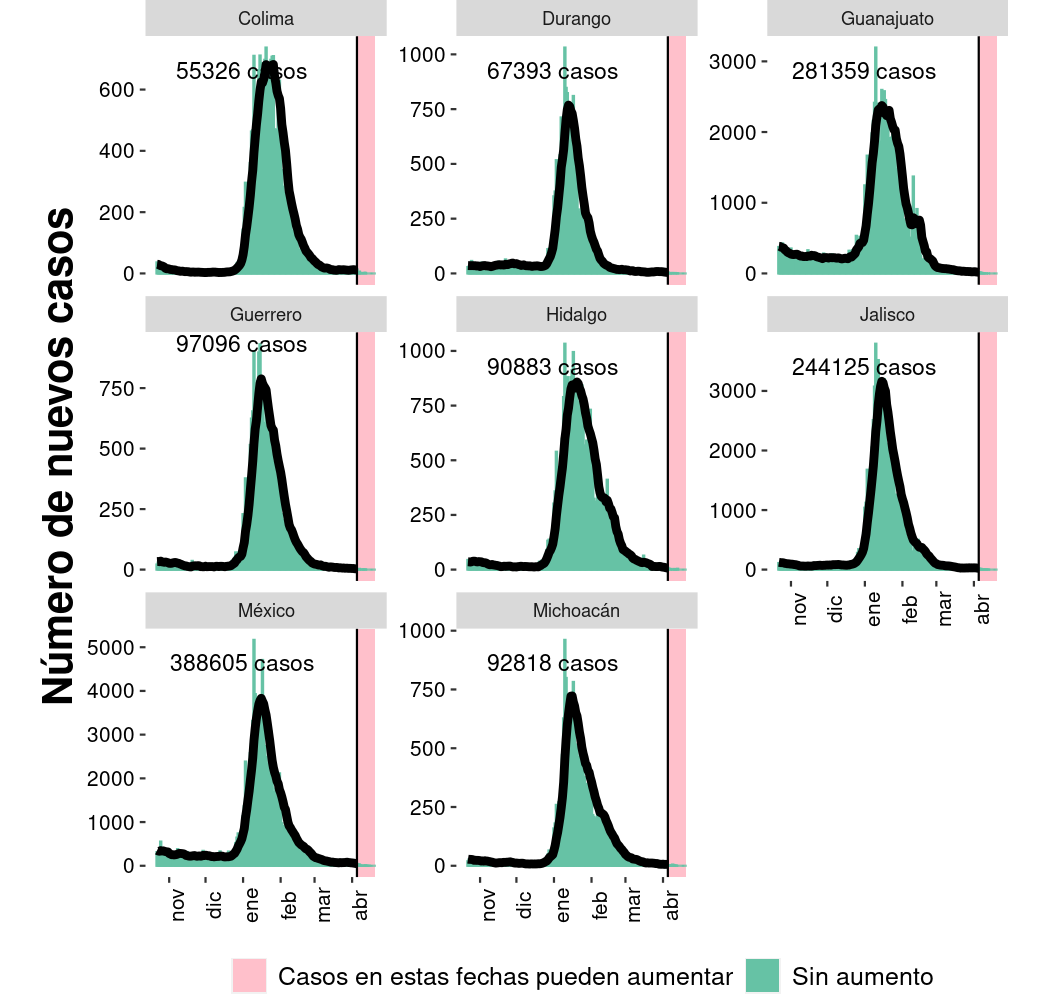 Número de nuevos casos
Colima
55326 casos
600
400
200
0
Durango
67393 casos
1000
750
500
250
0
Guanajuato
281359 casos
3000
2000
1000
0
Guerrero
97096 casos
750
500
250
0
Hidalgo
90883 casos
1000
750
500
250
0
Jalisco
244125 casos
3000
2000
1000
0
nov dic ene feb mar abr
México
388605 casos
5000
4000
3000
2000
1000
0
nov dic ene feb mar abr
Michoacán
92818 casos
1000
750
500
250
0
nov dic ene feb mar abr
Casos en estas fechas pueden aumentar Sin aumento